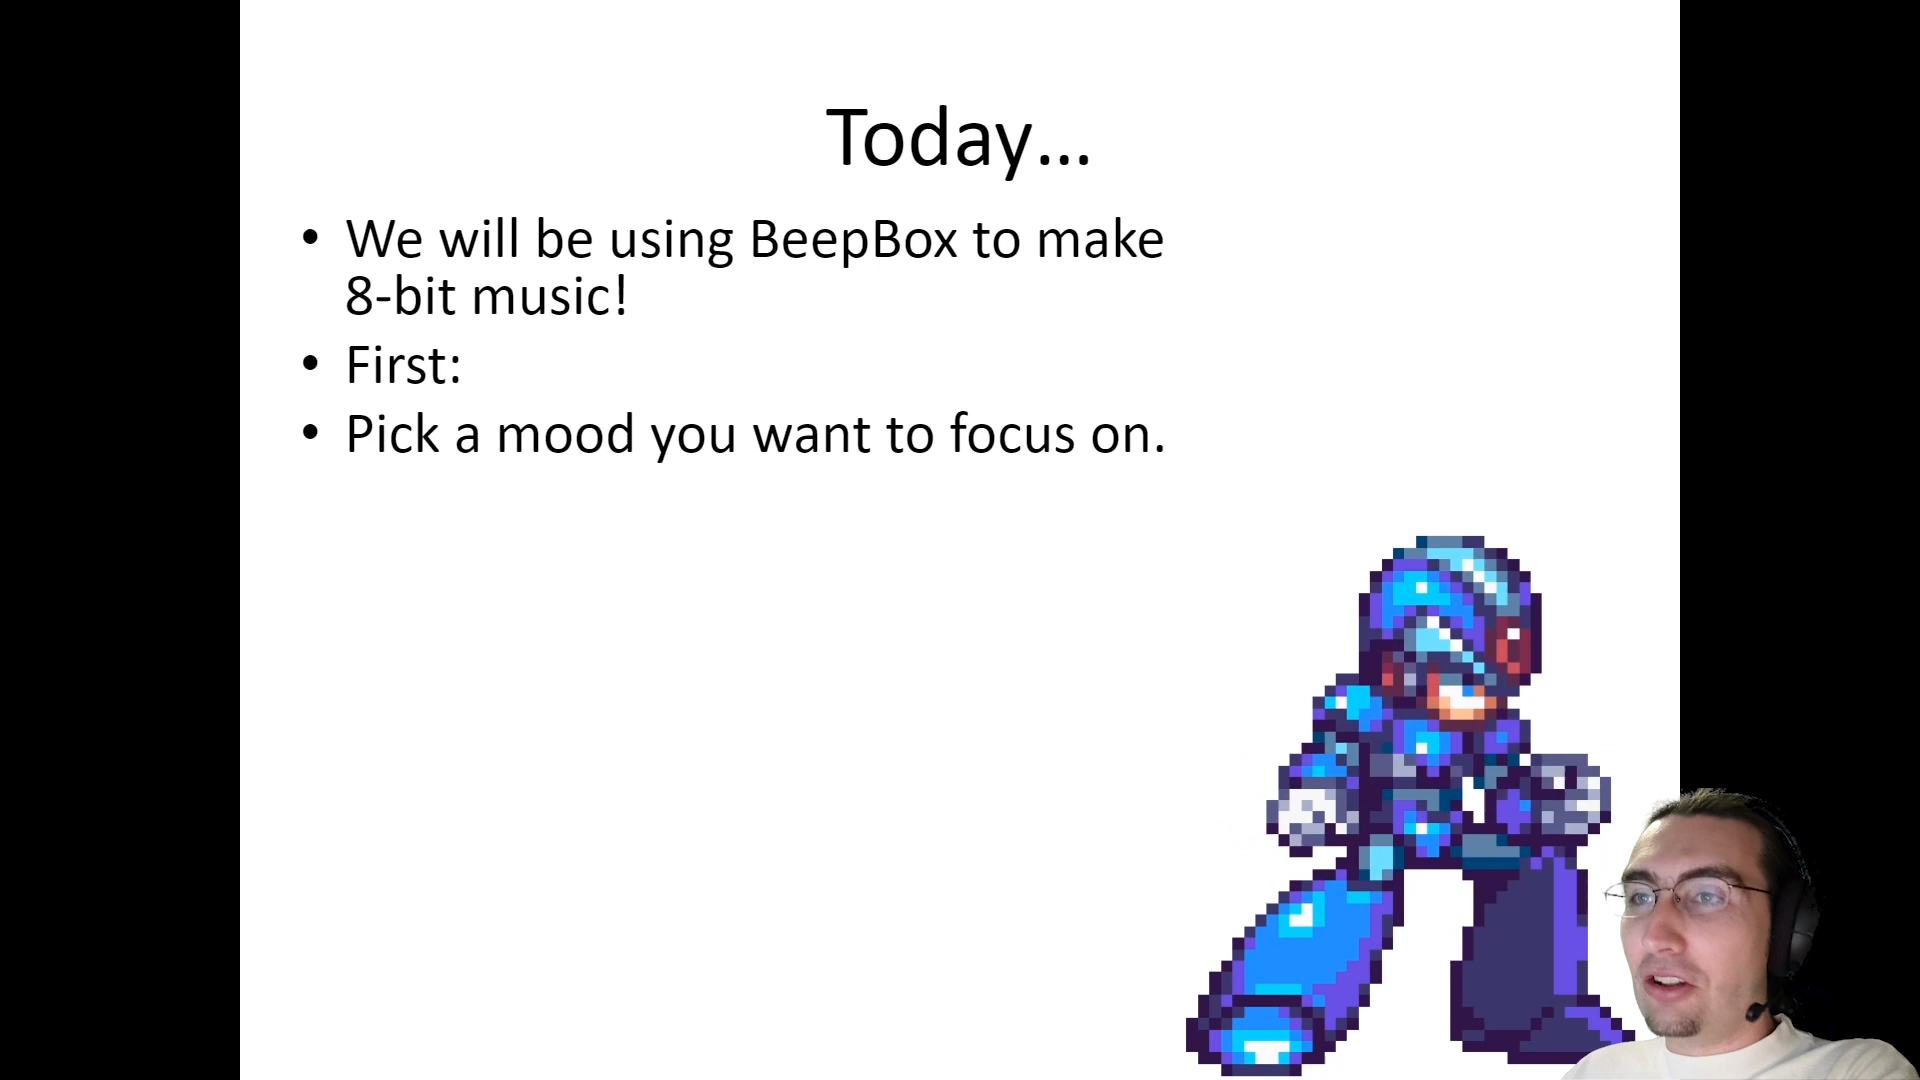 Today...
• We will be using BeepBox to make
8-bit music!
• First:
• Pick a mood you want to focus on.